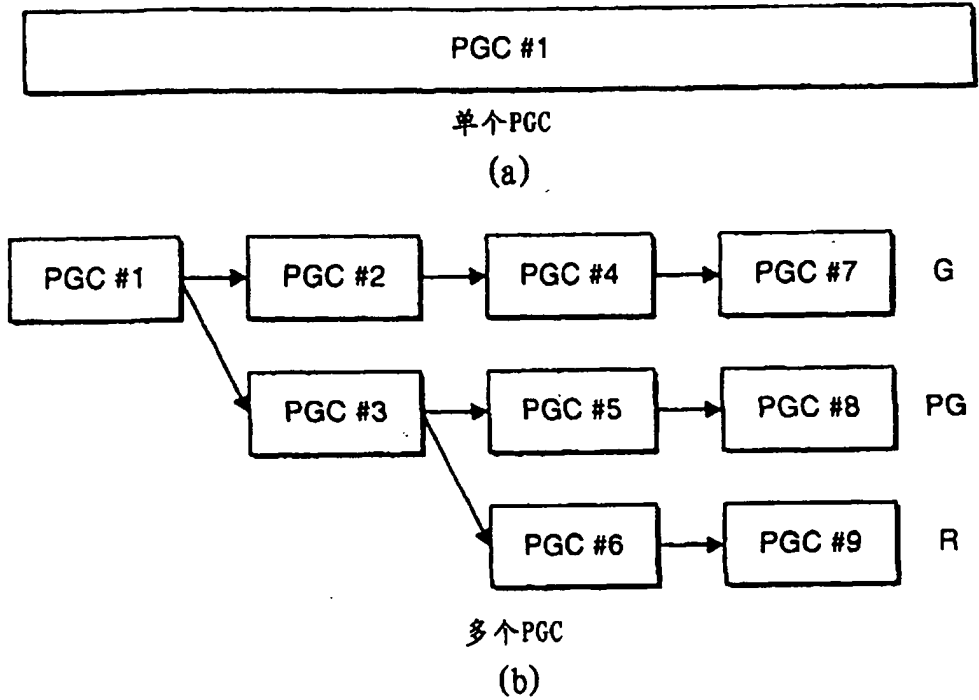 PGC #1
单个PGC
(a)
PGC #1 PGC #2 PGC #4 PGC #7 G
PGC #3 PGC #5 PGC #8 PG
PGC #6 PGC #9 R
多个PGC
(b)